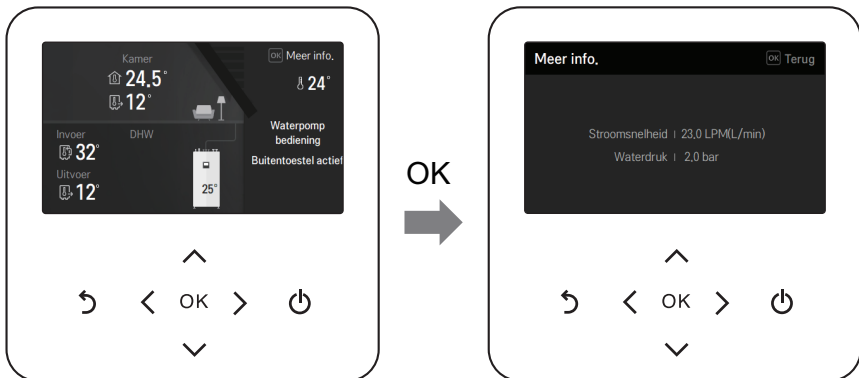 Kamer
24.5°
12°
OK Meer info.
24°
Invoer
32°
DHW
Uitvoer
12°
25°
Waterpomp
bediening
Buitentoestel actief
OK
OK
Meer info.
OK Terug
Stroomsnelheid | 23,0 LPM(L/min)
Waterdruk | 2,0 bar
OK